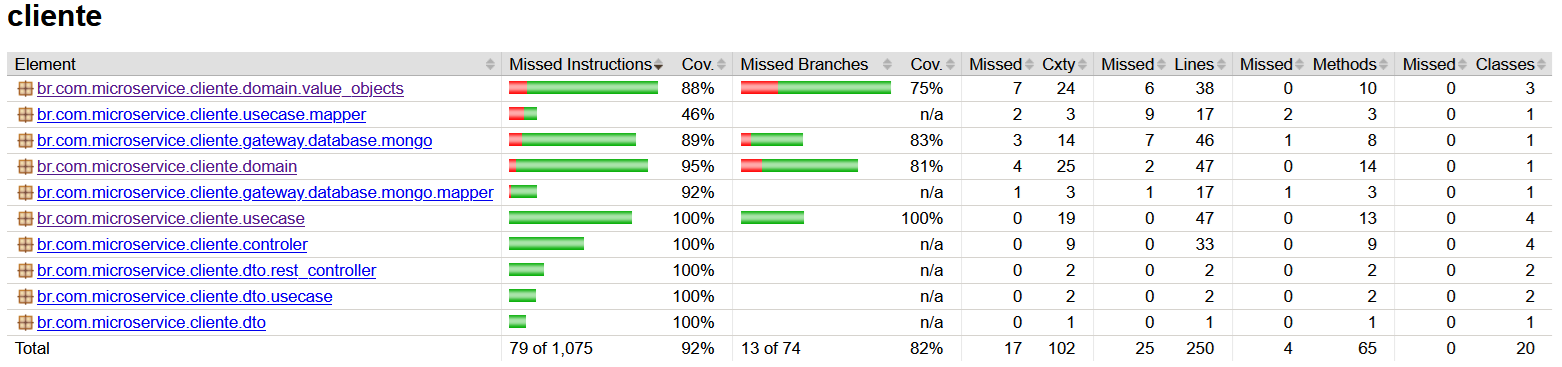 cliente
Element Missed Instructions Cov. Missed Branches Cov. Missed Cxty Missed Lines Missed Methods Missed Classes
br.com.microservice.cliente.domain.value_objects 88% 75% 7 24 6 38 0 10 0 3
br.com.microservice.cliente.usecase.mapper 46% n/a 2 3 9 17 2 3 0 1
br.com.microservice.cliente.gateway.database.mongo 89% 83% 3 14 7 46 1 8 0 1
br.com.microservice.cliente.domain 95% 81% 4 25 2 47 0 14 0 1
br.com.microservice.cliente.gateway.database.mongo.mapper 92% n/a 1 3 1 17 1 3 0 1
br.com.microservice.cliente.usecase 100% 100% 0 19 0 47 0 13 0 4
br.com.microservice.cliente.controler 100% n/a 0 9 0 33 0 9 0 4
br.com.microservice.cliente.dto.rest_controller 100% n/a 0 2 0 2 0 2 0 2
br.com.microservice.cliente.dto.usecase 100% n/a 0 2 0 2 0 2 0 2
br.com.microservice.cliente.dto 100% n/a 0 1 0 1 0 1 0 1
Total 79 of 1,075 92% 13 of 74 82% 17 102 25 250 4 65 0 20